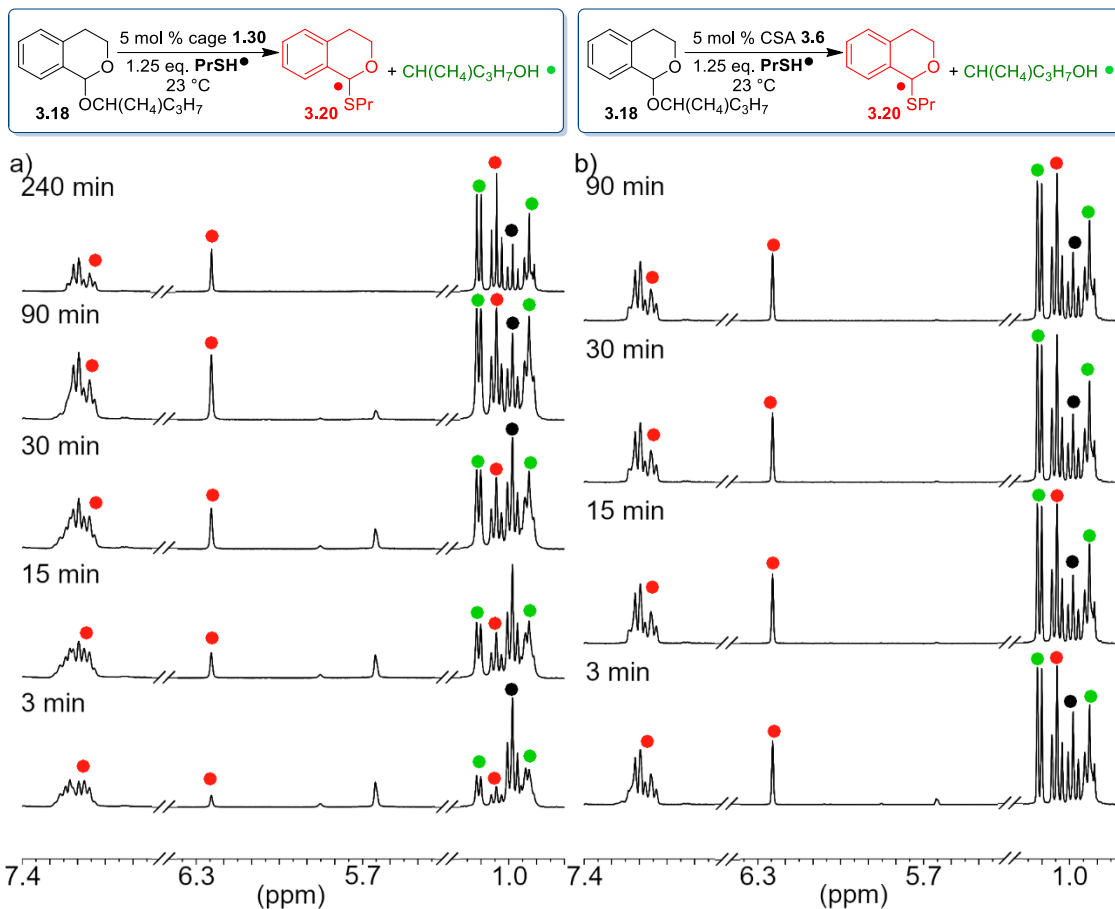 5 mol % cage 1.30
1.25 eq. PrSH
23 °C
O
OCH(CH₄)C₃H₇
3.18
O
SPr
3.20
+ CH(CH₄)C₃H₇OH
5 mol % CSA 3.6
1.25 eq. PrSH
23 °C
O
OCH(CH₄)C₃H₇
3.18
O
SPr
3.20
+ CH(CH₄)C₃H₇OH
a)
240 min
90 min
30 min
15 min
3 min
7.4 6.3 5.7 1.0
(ppm)
b)
90 min
30 min
15 min
3 min
7.4 6.3 5.7 1.0
(ppm)